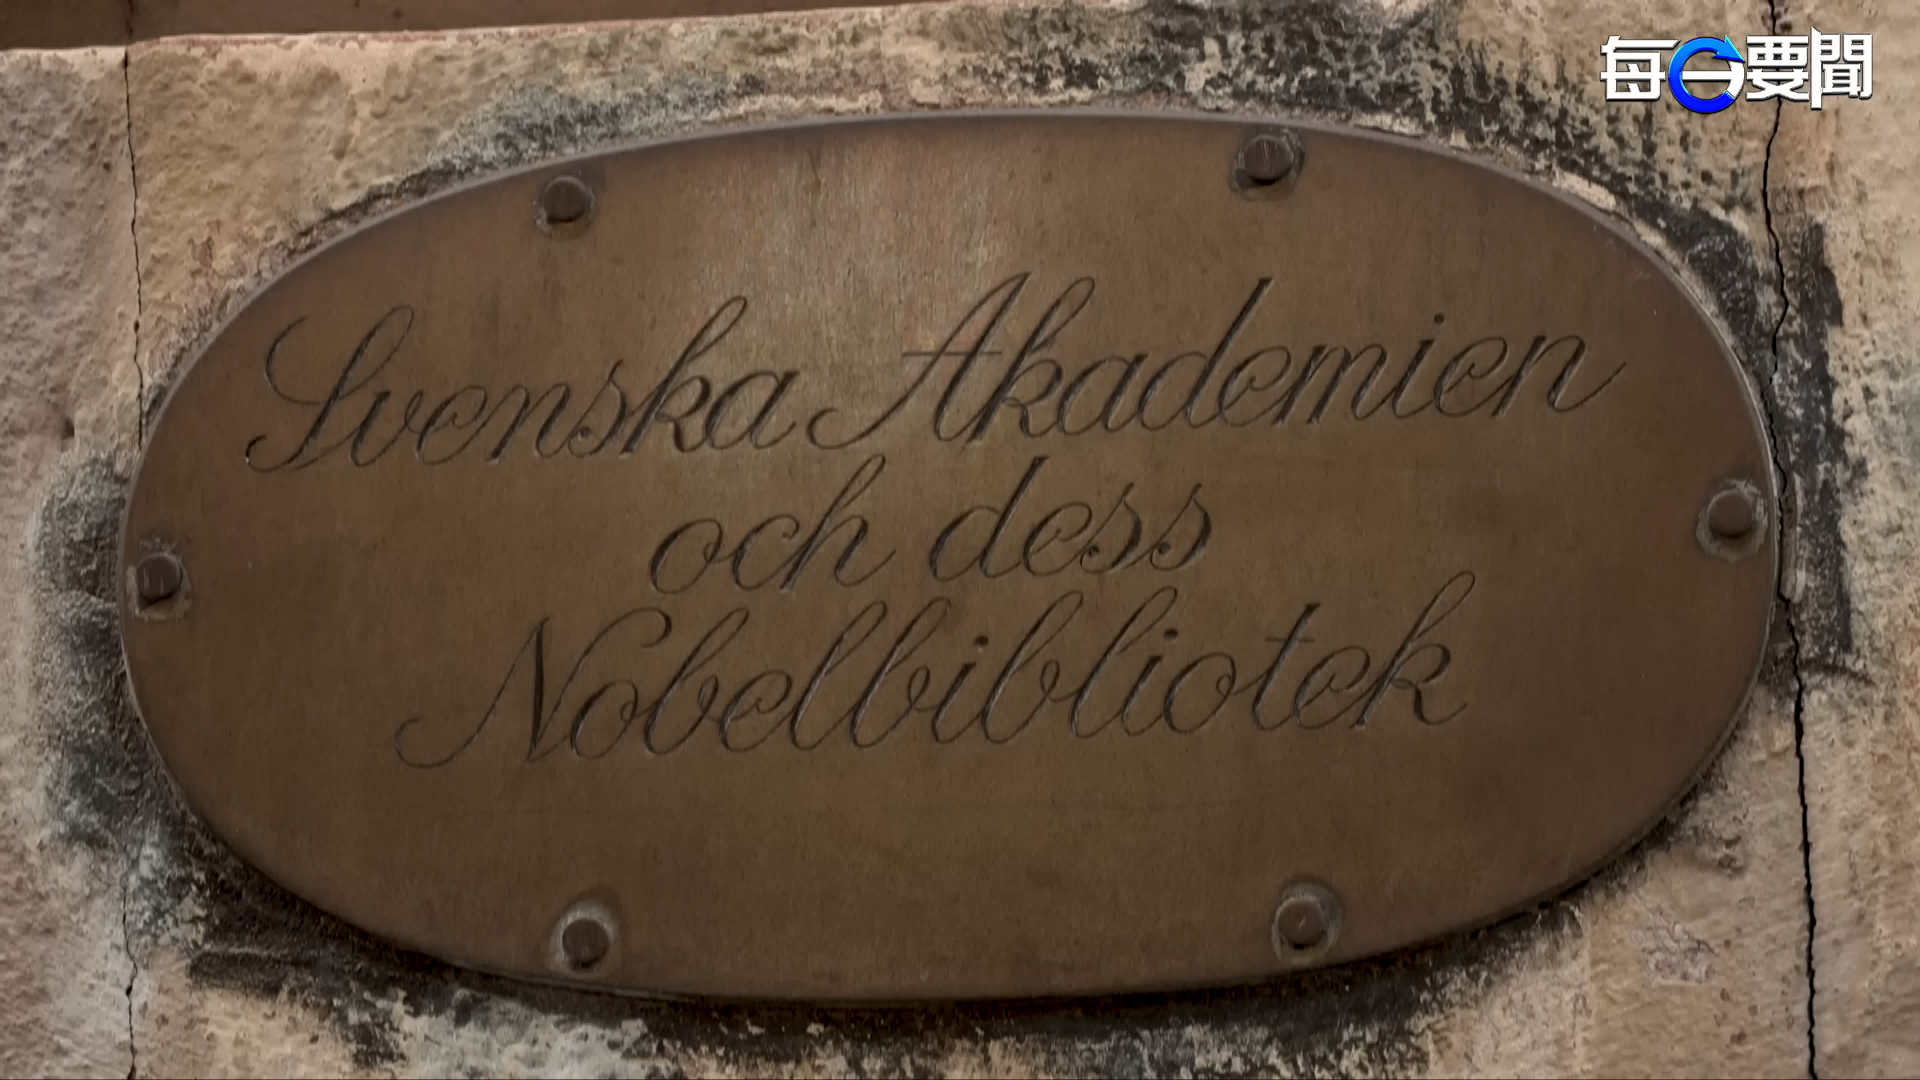 每日要聞
Svenska Akademien
och dess
Nobelbibliotek